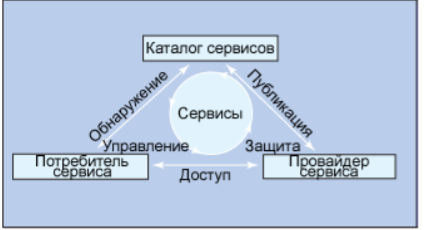 Каталог сервисов
Обнаружение
Публикация
Сервисы
Управление
Защита
Потребитель
сервиса
Доступ
Провайдер
сервиса